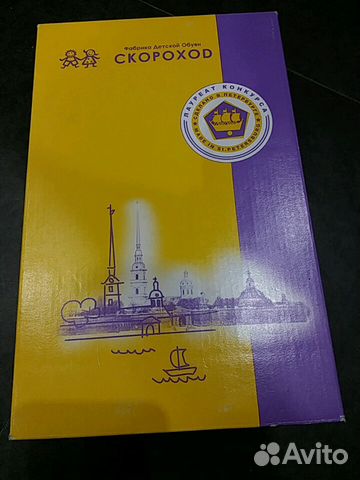 Фабрика Детской Обуви
СКОРОХОD
ЛАУРЕАТ КОНКУРСА
СДЕЛАНО В ПЕТЕРБУРГЕ
MADE IN ST.PETERSBURG
Avito